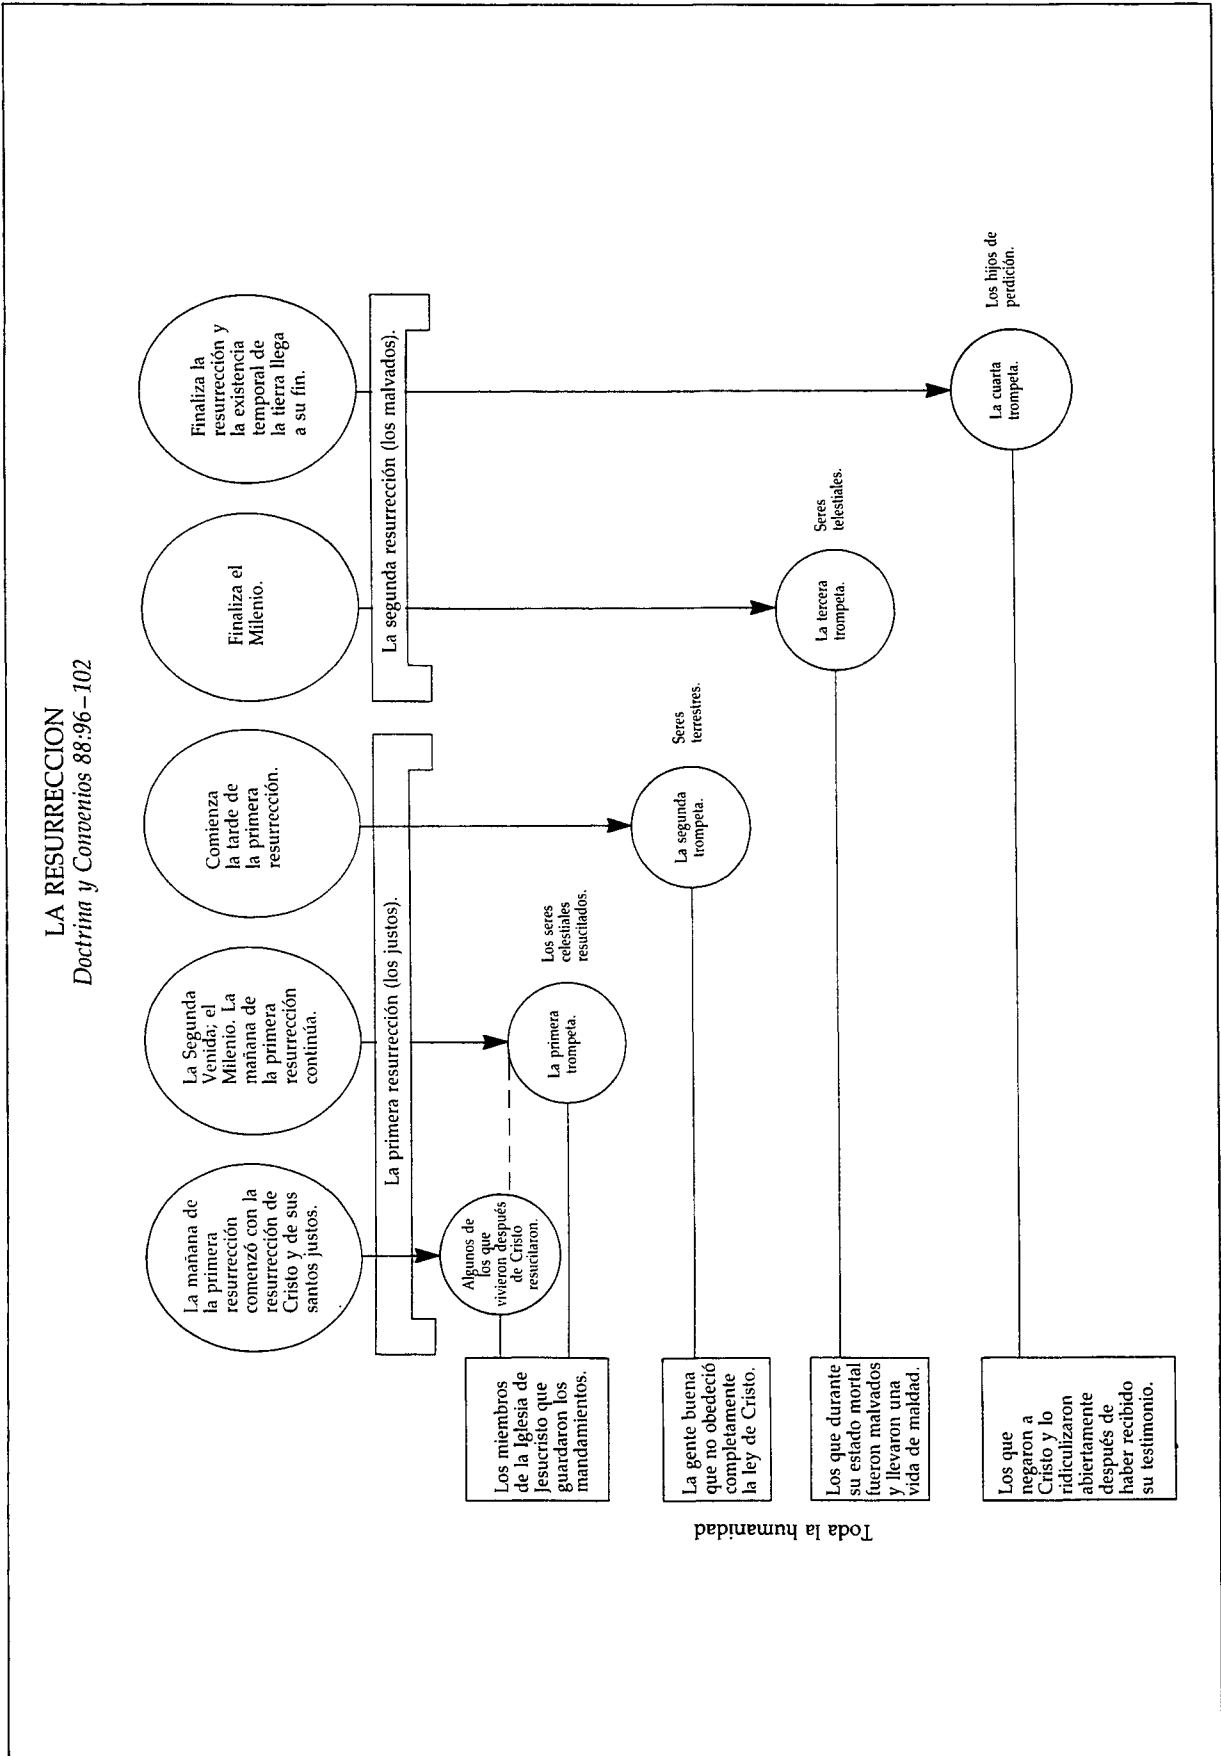 LA RESURRECCION
Doctrina y Convenios 88:96–102
La mañana de
la primera
resurrección
comenzó con la
resurrección de
Cristo y de sus
santos justos.
La Segunda
Venida; el
Milenio. La
mañana de
la primera
resurrección
continúa.
Comienza
la tarde de
la primera
resurrección.
Finaliza el
Milenio.
Finaliza la
resurrección y
la existencia
temporal de
la tierra llega
a su fin.
La primera resurrección (los justos).
La segunda resurrección (los malvados).
Toda la humanidad
Los miembros
de la Iglesia de
Jesucristo que
guardaron los
mandamientos.
Algunos de
los que
vivieron después
de Cristo
resucitaron.
La primera
trompeta.
Los seres
celestiales
resucitados.
La gente buena
que no obedeció
completamente
la ley de Cristo.
La segunda
trompeta.
Seres
terrestres.
Los que durante
su estado mortal
fueron malvados
y llevaron una
vida de maldad.
La tercera
trompeta.
Seres
telestiales.
Los que
negaron a
Cristo y lo
ridiculizaron
abiertamente
después de
haber recibido
su testimonio.
La cuarta
trompeta.
Los hijos de
perdición.